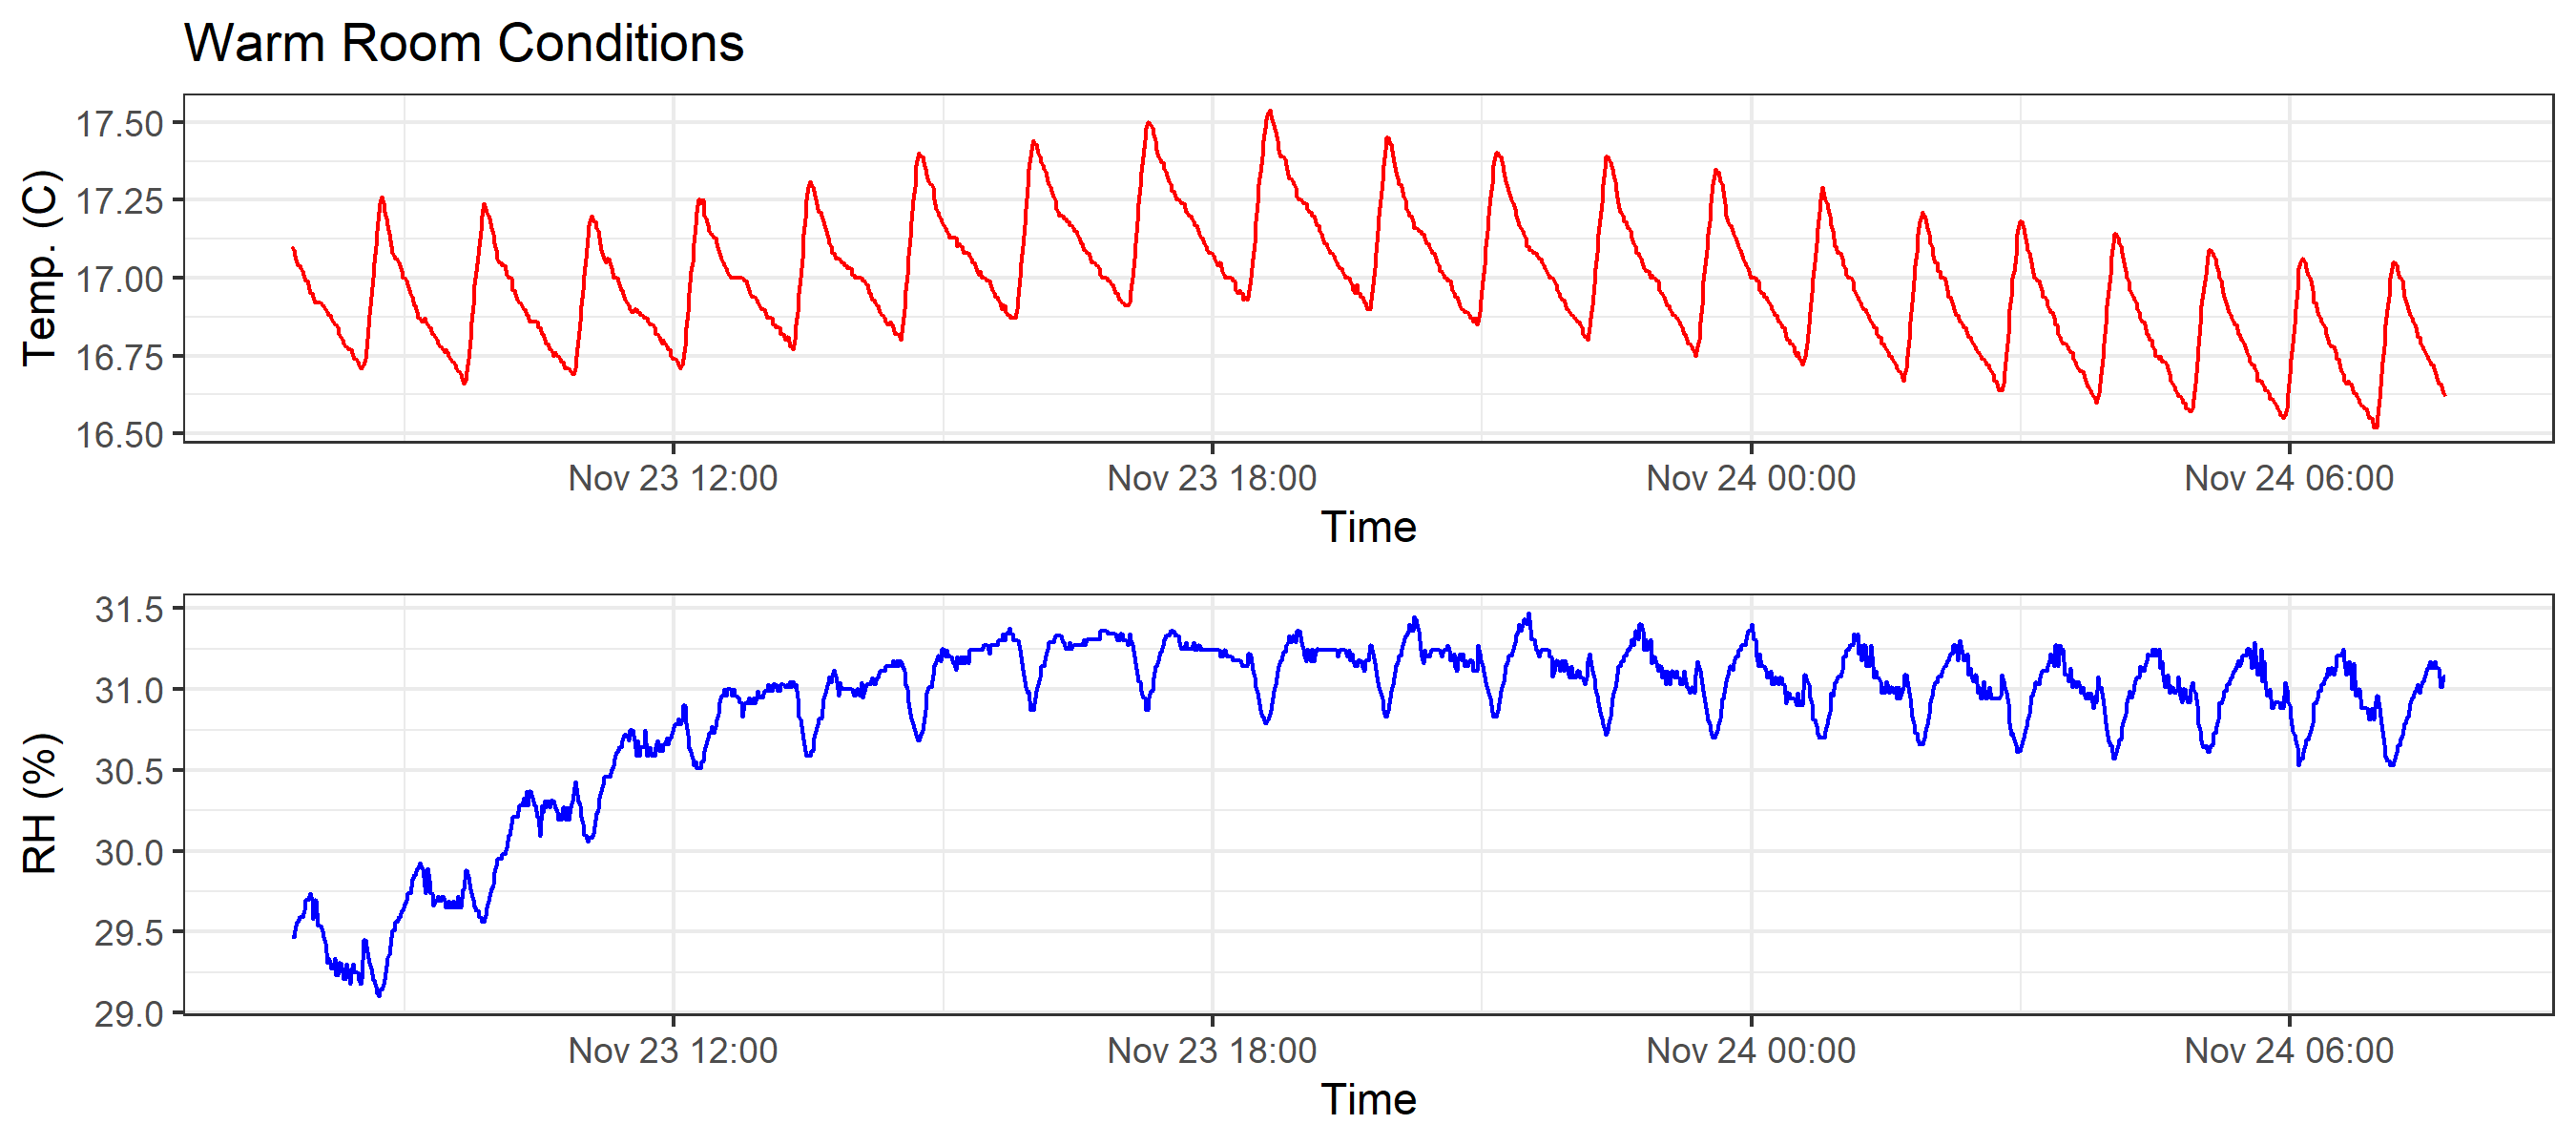 Warm Room Conditions
Temp. (C)
17.50
17.25
17.00
16.75
16.50
Nov 23 12:00 Nov 23 18:00 Nov 24 00:00 Nov 24 06:00
Time
RH (%)
31.5
31.0
30.5
30.0
29.5
29.0
Nov 23 12:00 Nov 23 18:00 Nov 24 00:00 Nov 24 06:00
Time